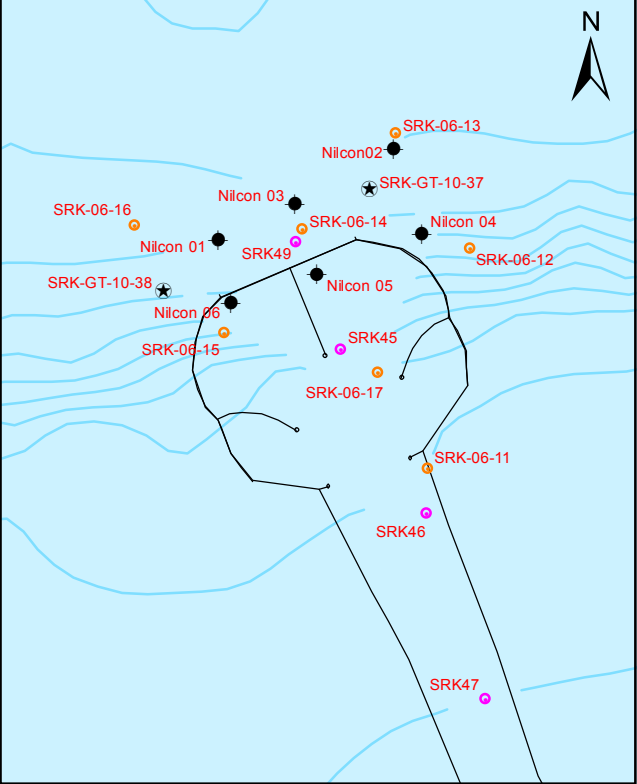 N
SRK-06-13
Nilcon02
SRK-GT-10-37
Nilcon 03
SRK-06-16
SRK-06-14
Nilcon 04
Nilcon 01
SRK49
SRK-06-12
SRK-GT-10-38
Nilcon 05
Nilcon 06
SRK45
SRK-06-15
SRK-06-17
SRK-06-11
SRK46
SRK47